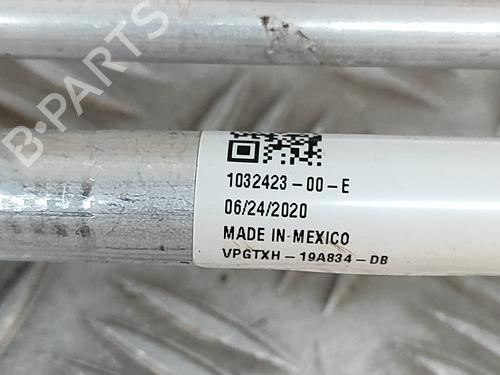 B-PARTS
1032423-00-E
06/24/2020
MADE IN MEXICO
VPGTXH-19A834-DB